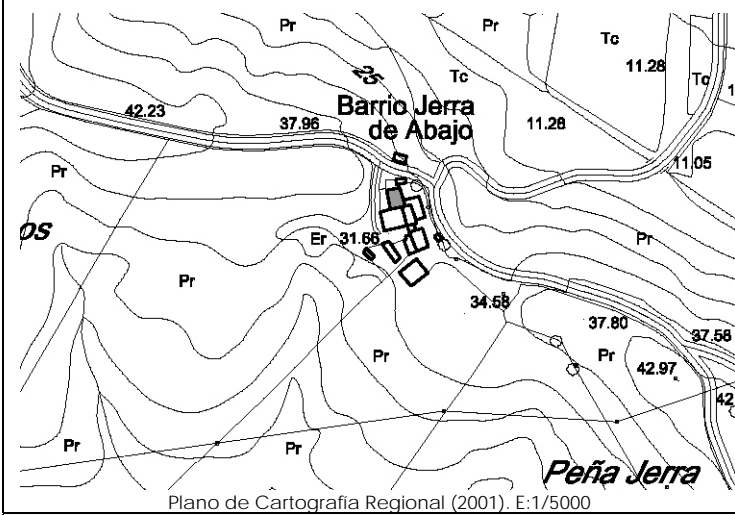 Pr
Pr
Tc
11.28
Tc
25
Tc
42.23
37.96
Barrio Jerra
de Abajo
11.28
11.05
Pr
os
Er
31.66
Pr
Pr
34.58
37.80
37.58
Pr
Pr
42.97
42
Pr
Pr
Peña Jerra
Plano de Cartografía Regional (2001). E:1/5000